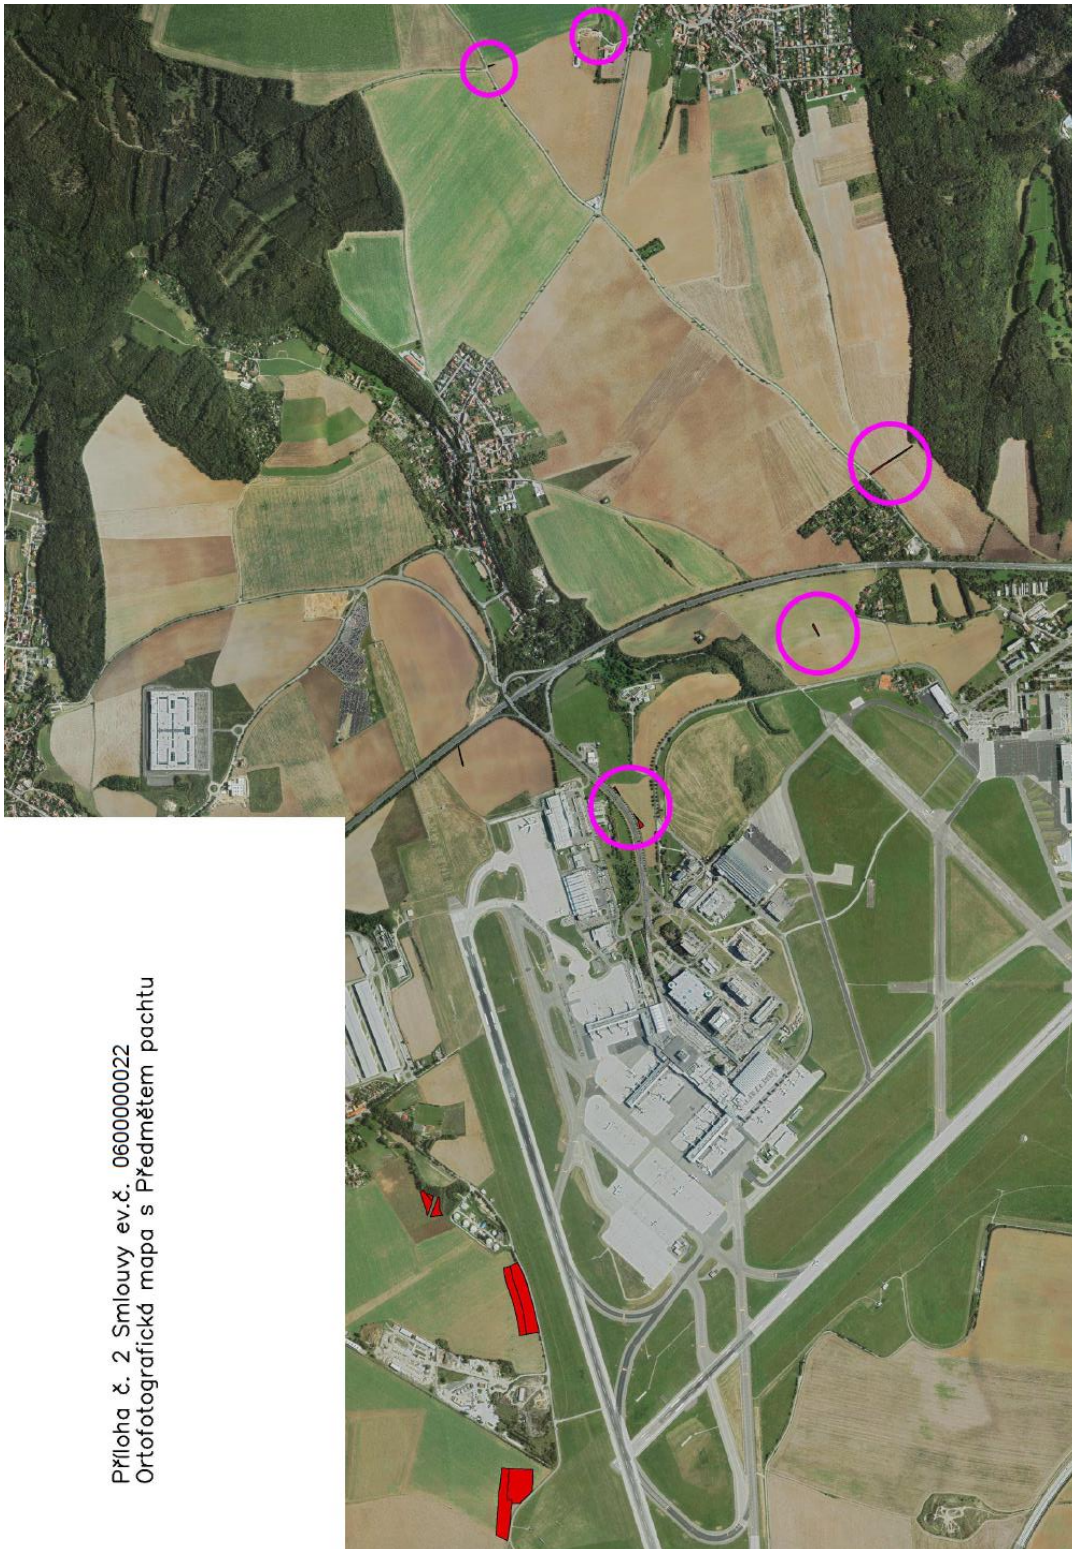 Příloha č. 2 Smlouvy ev.č. 0600000022
Ortofotografická mapa s Předmětem pachtu